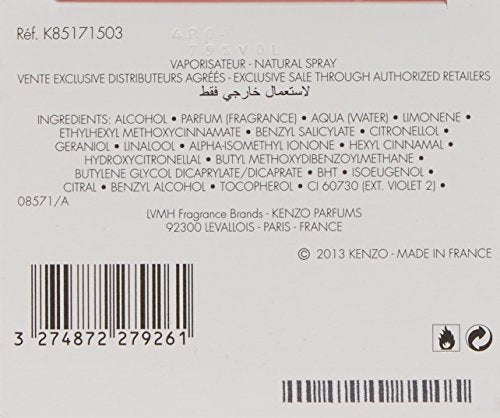 Réf. K85171503
VAPORISATEUR - NATURAL SPRAY
VENTE EXCLUSIVE DISTRIBUTEURS AGRÉÉS - EXCLUSIVE SALE THROUGH AUTHORIZED RETAILERS
لاستعمال خارجي فقط
INGREDIENTS: ALCOHOL • PARFUM (FRAGRANCE) • AQUA (WATER) • LIMONENE •
ETHYLHEXYL METHOXYCINNAMATE • BENZYL SALICYLATE • CITRONELLOL •
GERANIOL • LINALOOL • ALPHA-ISOMETHYL IONONE • HEXYL CINNAMAL •
HYDROXYCITRONELLAL • BUTYL METHOXYDIBENZOYLMETHANE •
BUTYLENE GLYCOL DICAPRYLATE/DICAPRATE • BHT • ISOEUGENOL •
CITRAL • BENZYL ALCOHOL • TOCOPHEROL • CI 60730 (EXT. VIOLET 2) •
08571/A
LVMH Fragrance Brands - KENZO PARFUMS
92300 LEVALLOIS - PARIS - FRANCE
© 2013 KENZO - MADE IN FRANCE
3 274872 279261